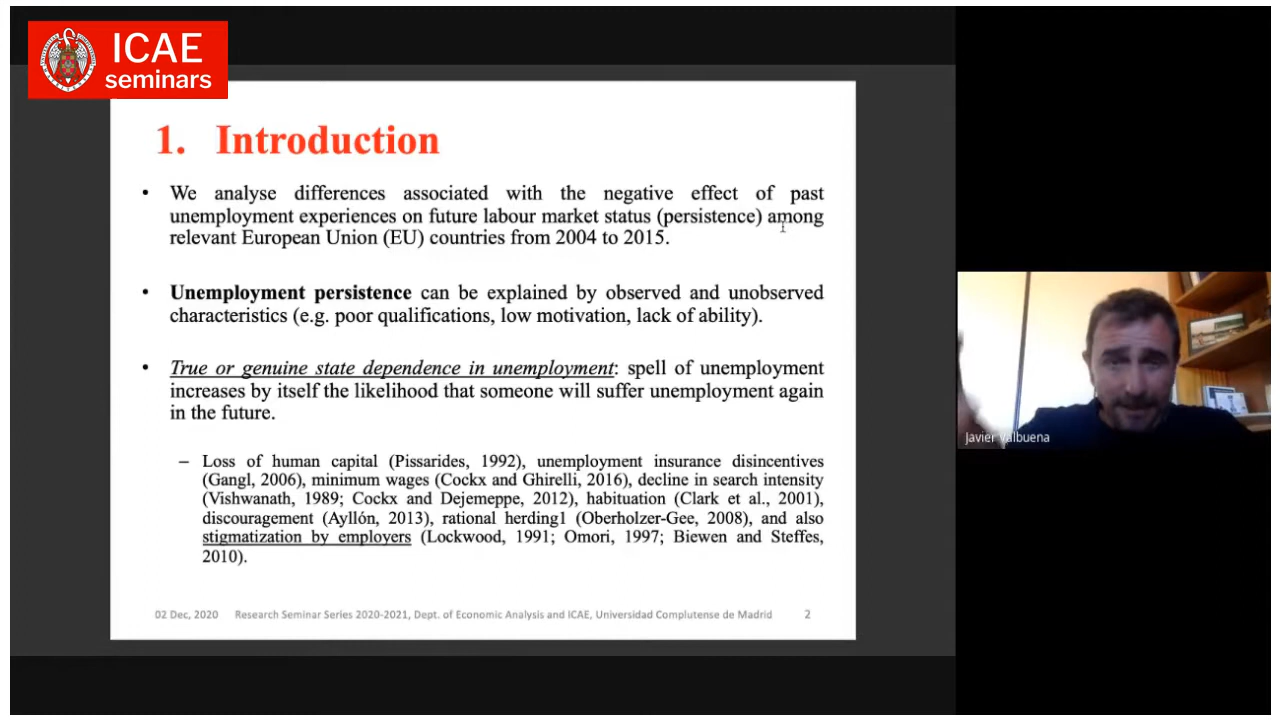 ICAE
seminars
1. Introduction
• We analyse differences associated with the negative effect of past
unemployment experiences on future labour market status (persistence) among
relevant European Union (EU) countries from 2004 to 2015.
• Unemployment persistence can be explained by observed and unobserved
characteristics (e.g. poor qualifications, low motivation, lack of ability).
• True or genuine state dependence in unemployment: spell of unemployment
increases by itself the likelihood that someone will suffer unemployment again
in the future.
– Loss of human capital (Pissarides, 1992), unemployment insurance disincentives
(Gangl, 2006), minimum wages (Cockx and Ghirelli, 2016), decline in search intensity
(Vishwanath, 1989; Cockx and Dejemeppe, 2012), habituation (Clark et al., 2001),
discouragement (Ayllón, 2013), rational herding1 (Oberholzer-Gee, 2008), and also
stigmatization by employers (Lockwood, 1991; Omori, 1997; Biewen and Steffes,
2010).
02 Dec, 2020 Research Seminar Series 2020-2021, Dept. of Economic Analysis and ICAE, Universidad Complutense de Madrid 2
Javier Valbuena